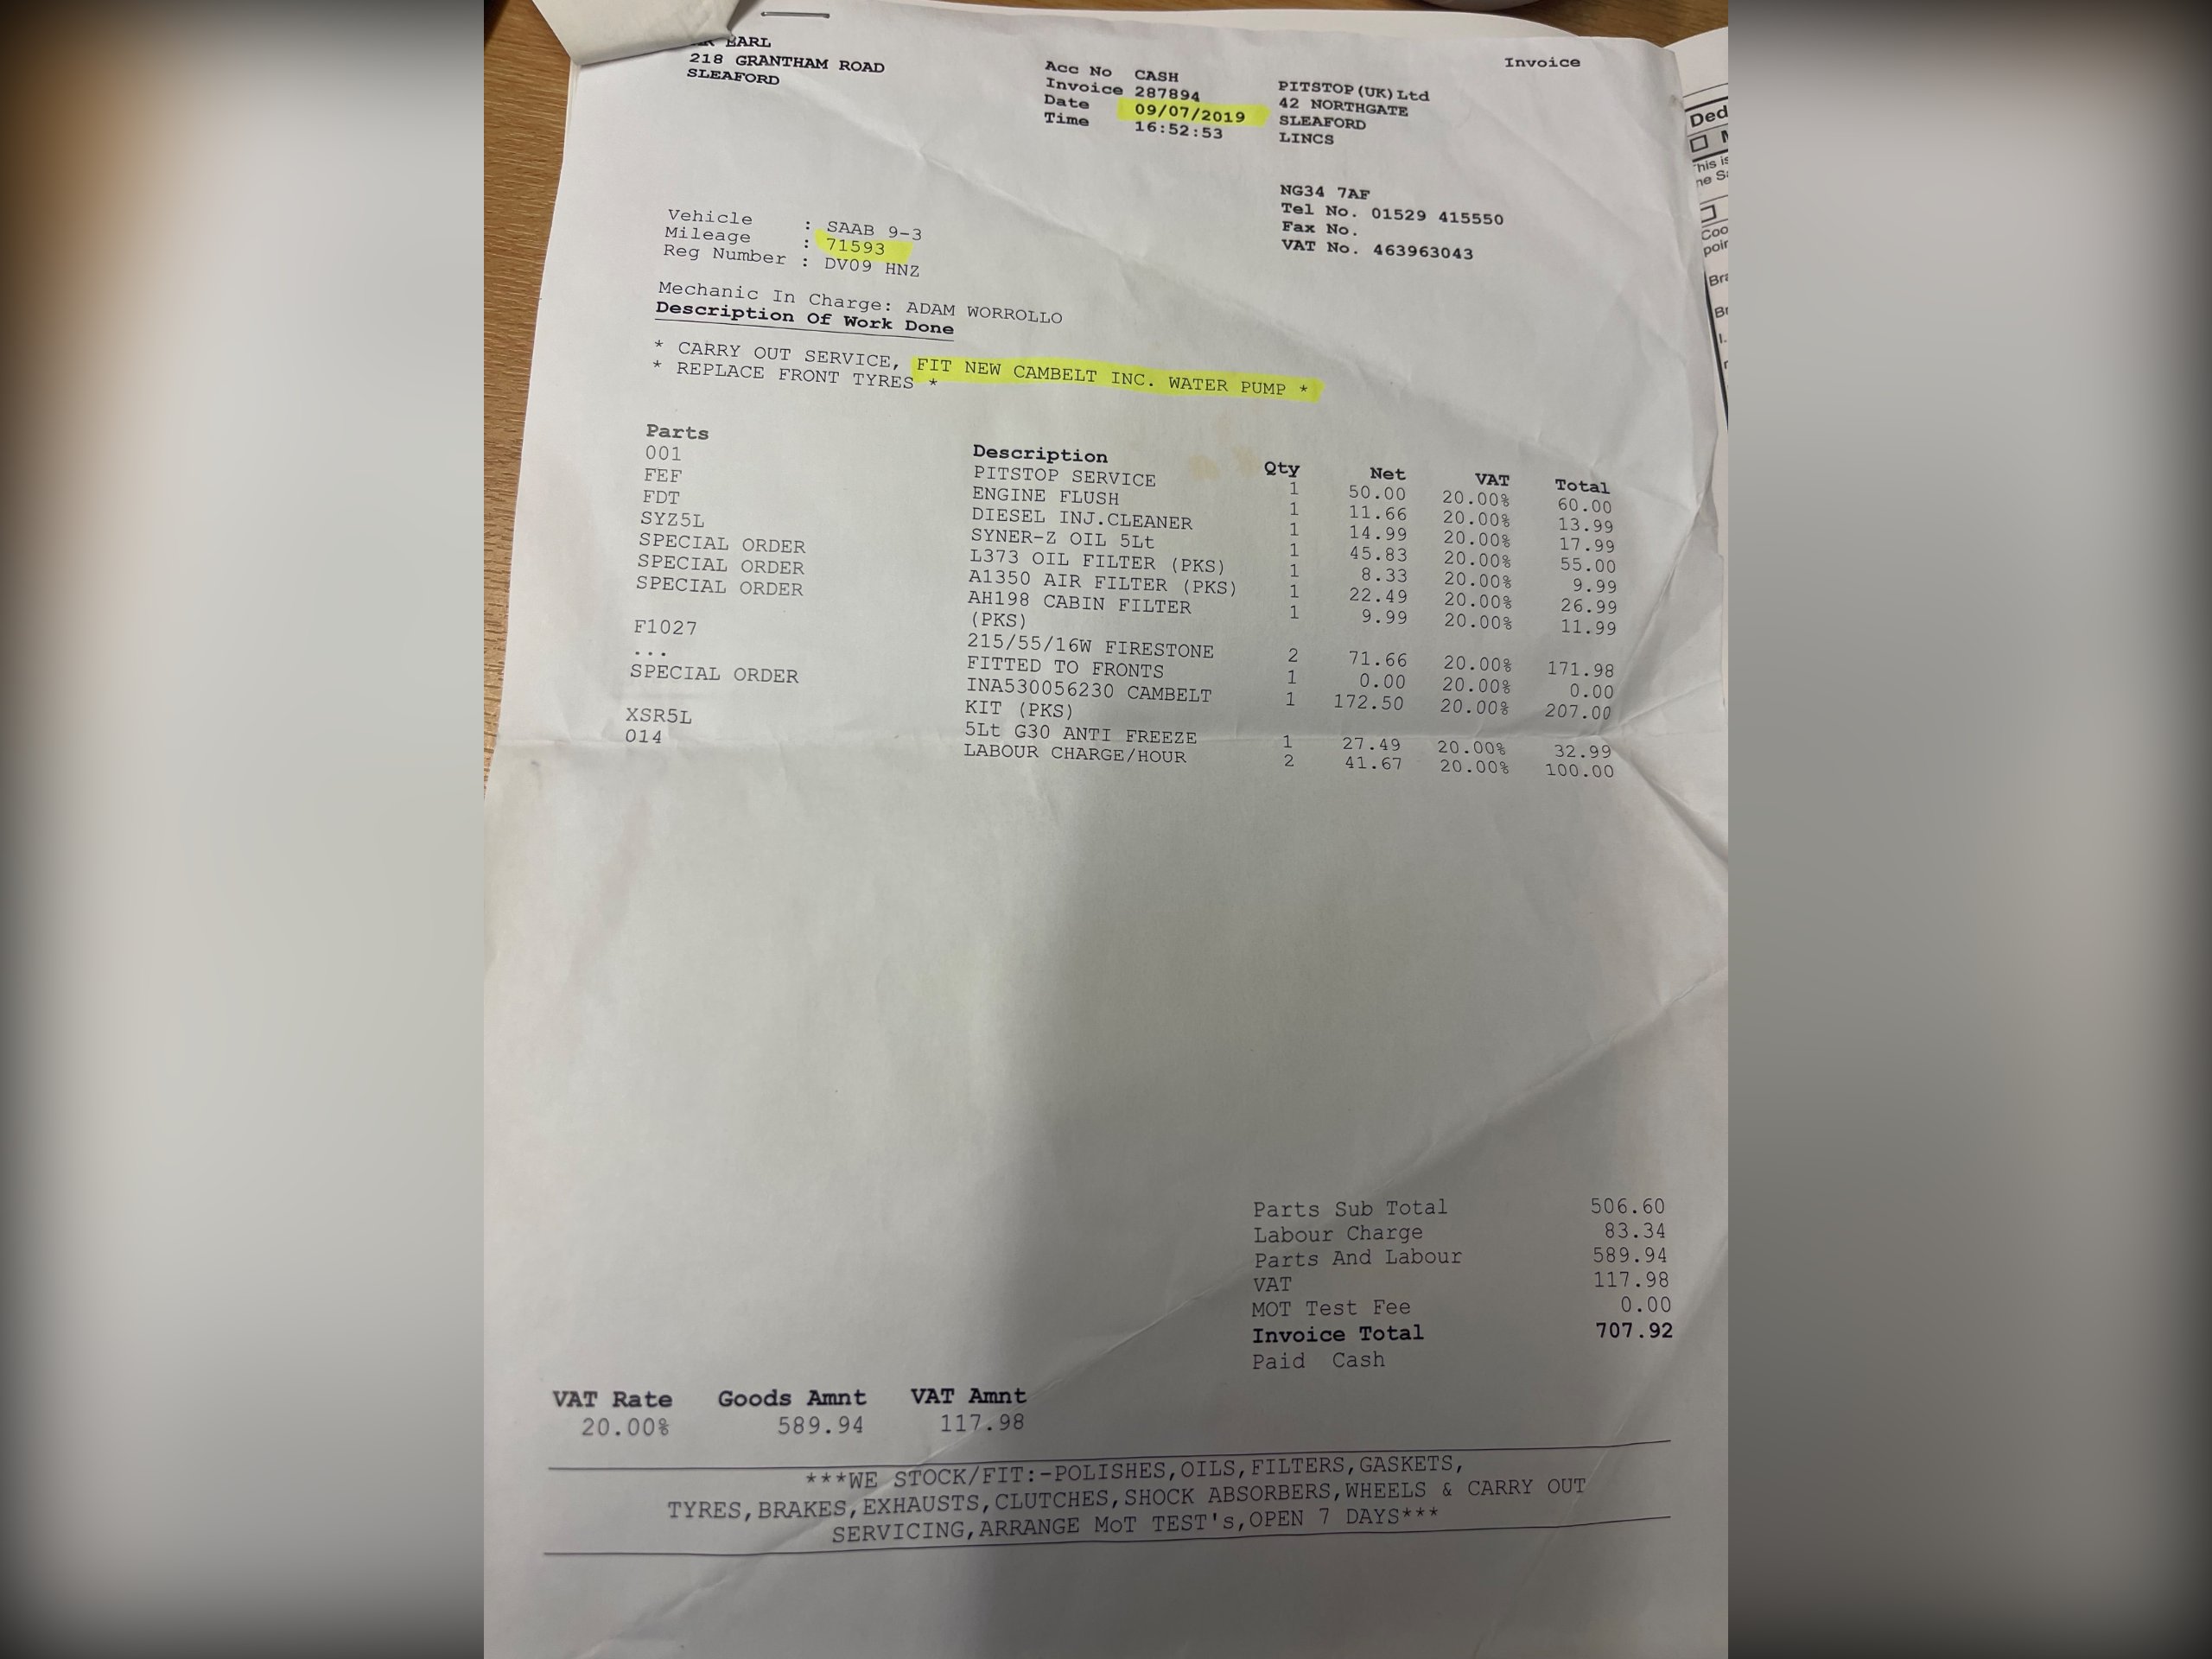 EARL
218 GRANTHAM ROAD
SLEAFORD
Acc No CASH
Invoice 287894
Date 09/07/2019
Time 16:52:53
Invoice
PITSTOP(UK)Ltd
42 NORTHGATE
SLEAFORD
LINCS
NG34 7AF
Tel No. 01529 415550
Fax No.
VAT No. 463963043
Vehicle : SAAB 9-3
Mileage : 71593
Reg Number : DV09 HNZ
Mechanic In Charge: ADAM WORROLLO
Description Of Work Done
* CARRY OUT SERVICE, FIT NEW CAMBELT INC. WATER PUMP *
* REPLACE FRONT TYRES *
Parts Description Qty Net VAT Total
001 PITSTOP SERVICE 1 50.00 20.00% 60.00
FEF ENGINE FLUSH 1 11.66 20.00% 13.99
FDT DIESEL INJ.CLEANER 1 14.99 20.00% 17.99
SYZ5L SYNER-Z OIL 5Lt 1 45.83 20.00% 55.00
SPECIAL ORDER L373 OIL FILTER (PKS) 1 8.33 20.00% 9.99
SPECIAL ORDER A1350 AIR FILTER (PKS) 1 22.49 20.00% 26.99
SPECIAL ORDER AH198 CABIN FILTER 1 9.99 20.00% 11.99
(PKS)
F1027 215/55/16W FIRESTONE 2 71.66 20.00% 171.98
... FITTED TO FRONTS 1 0.00 20.00% 0.00
SPECIAL ORDER INA530056230 CAMBELT 1 172.50 20.00% 207.00
KIT (PKS)
XSR5L 5Lt G30 ANTI FREEZE 1 27.49 20.00% 32.99
014 LABOUR CHARGE/HOUR 2 41.67 20.00% 100.00
Parts Sub Total 506.60
Labour Charge 83.34
Parts And Labour 589.94
VAT 117.98
MOT Test Fee 0.00
Invoice Total 707.92
Paid Cash
VAT Rate Goods Amnt VAT Amnt
20.00% 589.94 117.98
***WE STOCK/FIT:-POLISHES,OILS,FILTERS,GASKETS,
TYRES,BRAKES,EXHAUSTS,CLUTCHES,SHOCK ABSORBERS,WHEELS & CARRY OUT
SERVICING,ARRANGE MoT TEST's,OPEN 7 DAYS***